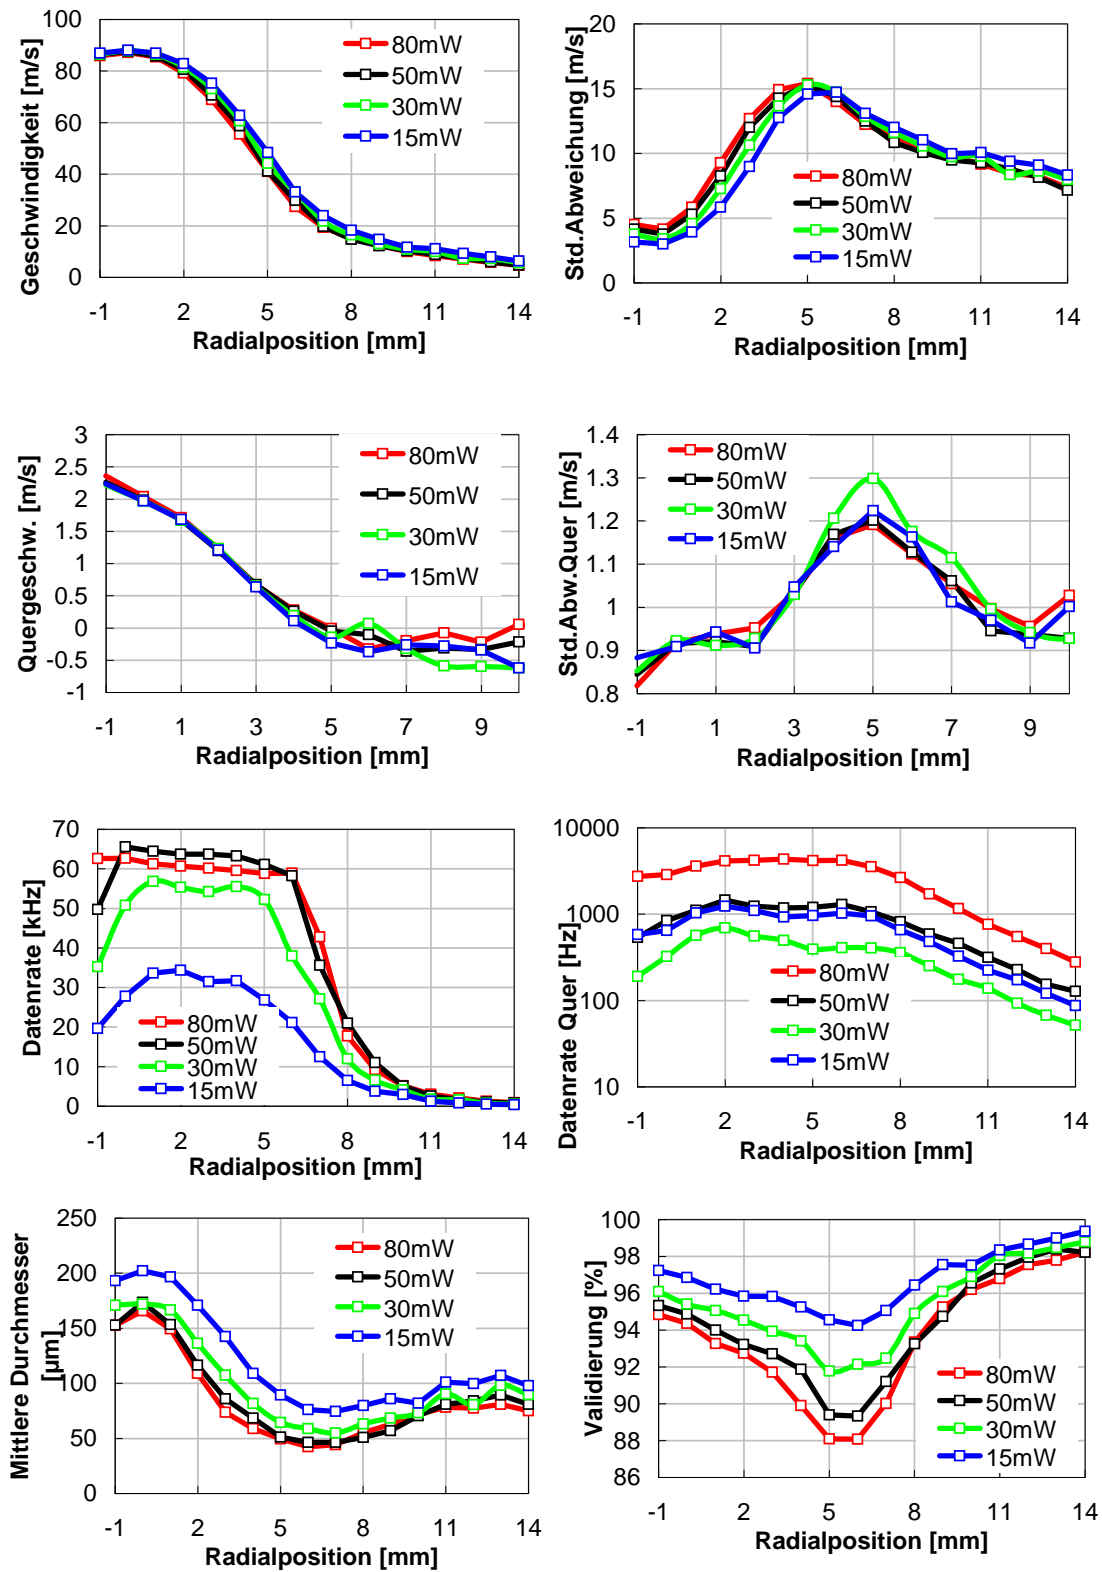 Geschwindigkeit [m/s]
100
80
60
40
20
0
80mW
50mW
30mW
15mW
-1 2 5 8 11 14
Radialposition [mm]
Std.Abweichung [m/s]
20
15
10
5
0
80mW
50mW
30mW
15mW
-1 2 5 8 11 14
Radialposition [mm]
Quergeschw. [m/s]
3
2.5
2
1.5
1
0.5
0
-0.5
-1
80mW
50mW
30mW
15mW
-1 1 3 5 7 9
Radialposition [mm]
Std.Abw.Quer [m/s]
1.4
1.3
1.2
1.1
1
0.9
0.8
80mW
50mW
30mW
15mW
-1 1 3 5 7 9
Radialposition [mm]
Datenrate [kHz]
70
60
50
40
30
20
10
0
80mW
50mW
30mW
15mW
-1 2 5 8 11 14
Radialposition [mm]
Datenrate Quer [Hz]
10000
1000
100
10
80mW
50mW
30mW
15mW
-1 2 5 8 11 14
Radialposition [mm]
Mittlere Durchmesser
[µm]
250
200
150
100
50
0
80mW
50mW
30mW
15mW
-1 2 5 8 11 14
Radialposition [mm]
Validierung [%]
100
98
96
94
92
90
88
86
80mW
50mW
30mW
15mW
-1 2 5 8 11 14
Radialposition [mm]